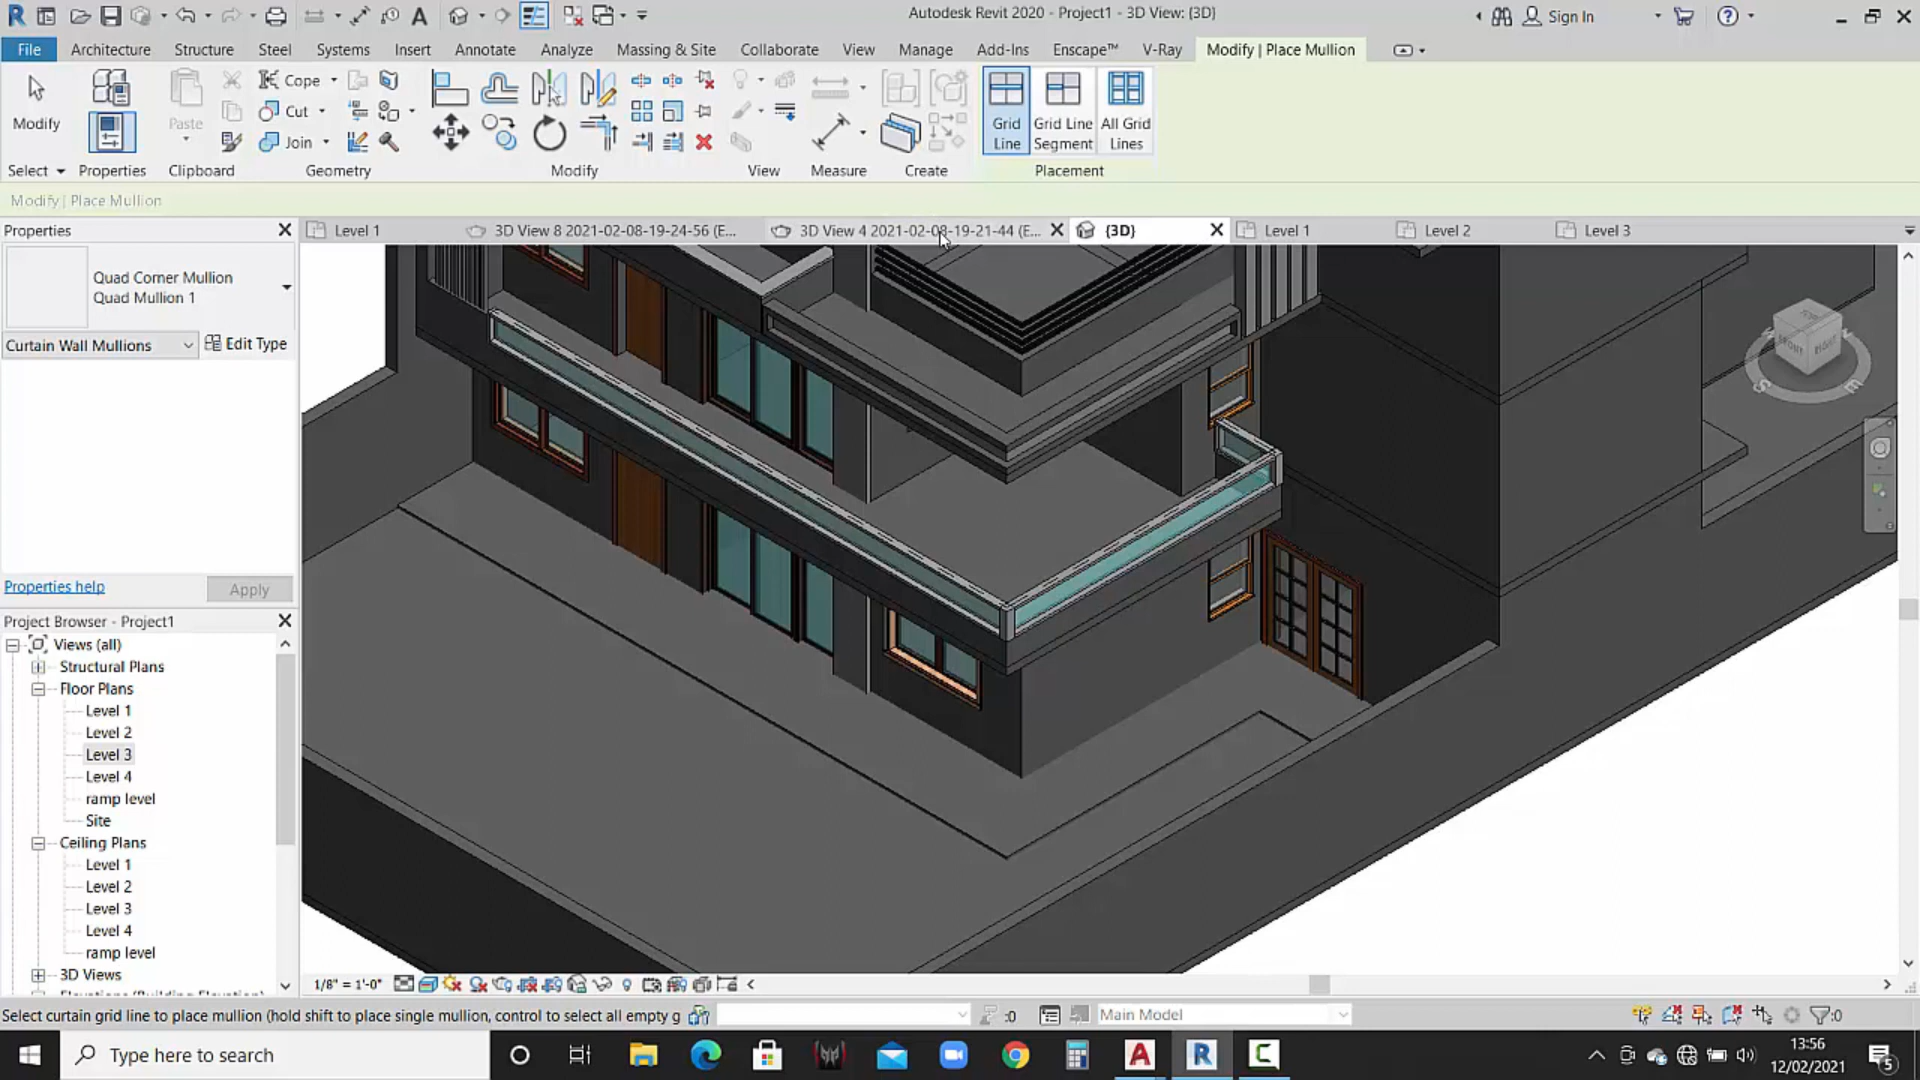 Autodesk Revit 2020 - Project1 - 3D View: {3D}
Sign In
File Architecture Structure Steel Systems Insert Annotate Analyze Massing & Site Collaborate View Manage Add-Ins Enscape™ V-Ray Modify | Place Mullion
Modify
Paste
Cope
Cut
Join
Grid Line
Grid Line Segment
All Grid Lines
Select Properties Clipboard Geometry Modify View Measure Create Placement
Modify | Place Mullion
Properties
Level 1
3D View 8 2021-02-08-19-24-56 (E...
3D View 4 2021-02-08-19-21-44 (E...
{3D}
Level 1
Level 2
Level 3
Quad Corner Mullion
Quad Mullion 1
Curtain Wall Mullions
Edit Type
Properties help
Apply
Project Browser - Project1
Views (all)
Structural Plans
Floor Plans
Level 1
Level 2
Level 3
Level 4
ramp level
Site
Ceiling Plans
Level 1
Level 2
Level 3
Level 4
ramp level
3D Views
Elevations (Building Elevation)
FRONT
RIGHT
S
E
1/8" = 1'-0"
Select curtain grid line to place mullion (hold shift to place single mullion, control to select all empty g
:0
Main Model
:0
Type here to search
13:56
12/02/2021
5